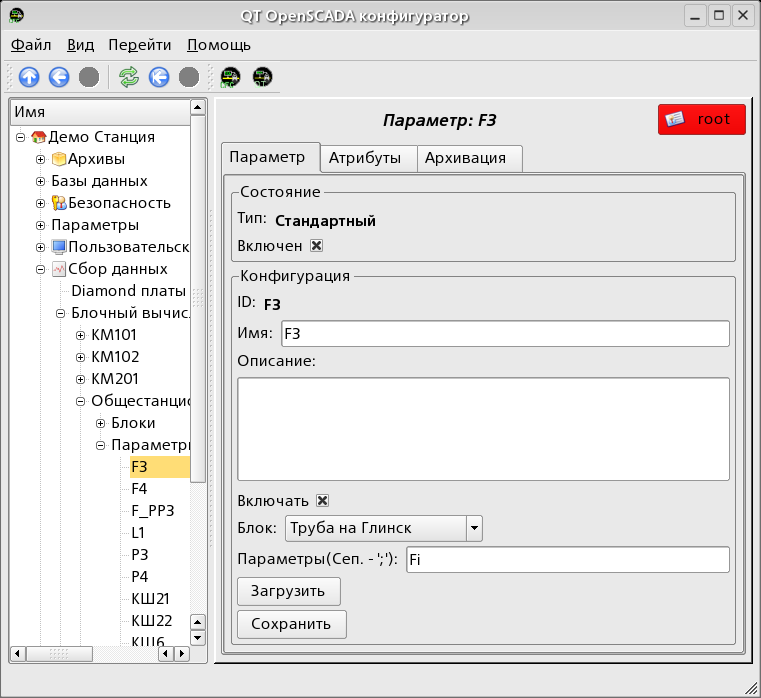 QT OpenSCADA конфигуратор
Файл Вид Перейти Помощь
Имя
Демо Станция
Архивы
Базы данных
Безопасность
Параметры
Пользовательск
Сбор данных
Diamond платы
Блочный вычис.
КМ101
КМ102
КМ201
Общестанцио
Блоки
Параметры
F3
F4
F_PP3
L1
P3
P4
КШ21
КШ22
КШ6
Параметр: F3
root
Параметр Атрибуты Архивация
Состояние
Тип: Стандартный
Включен
Конфигурация
ID: F3
Имя: F3
Описание:
Включать
Блок: Труба на Глинск
Параметры(Сеп. - ';'): Fi
Загрузить
Сохранить